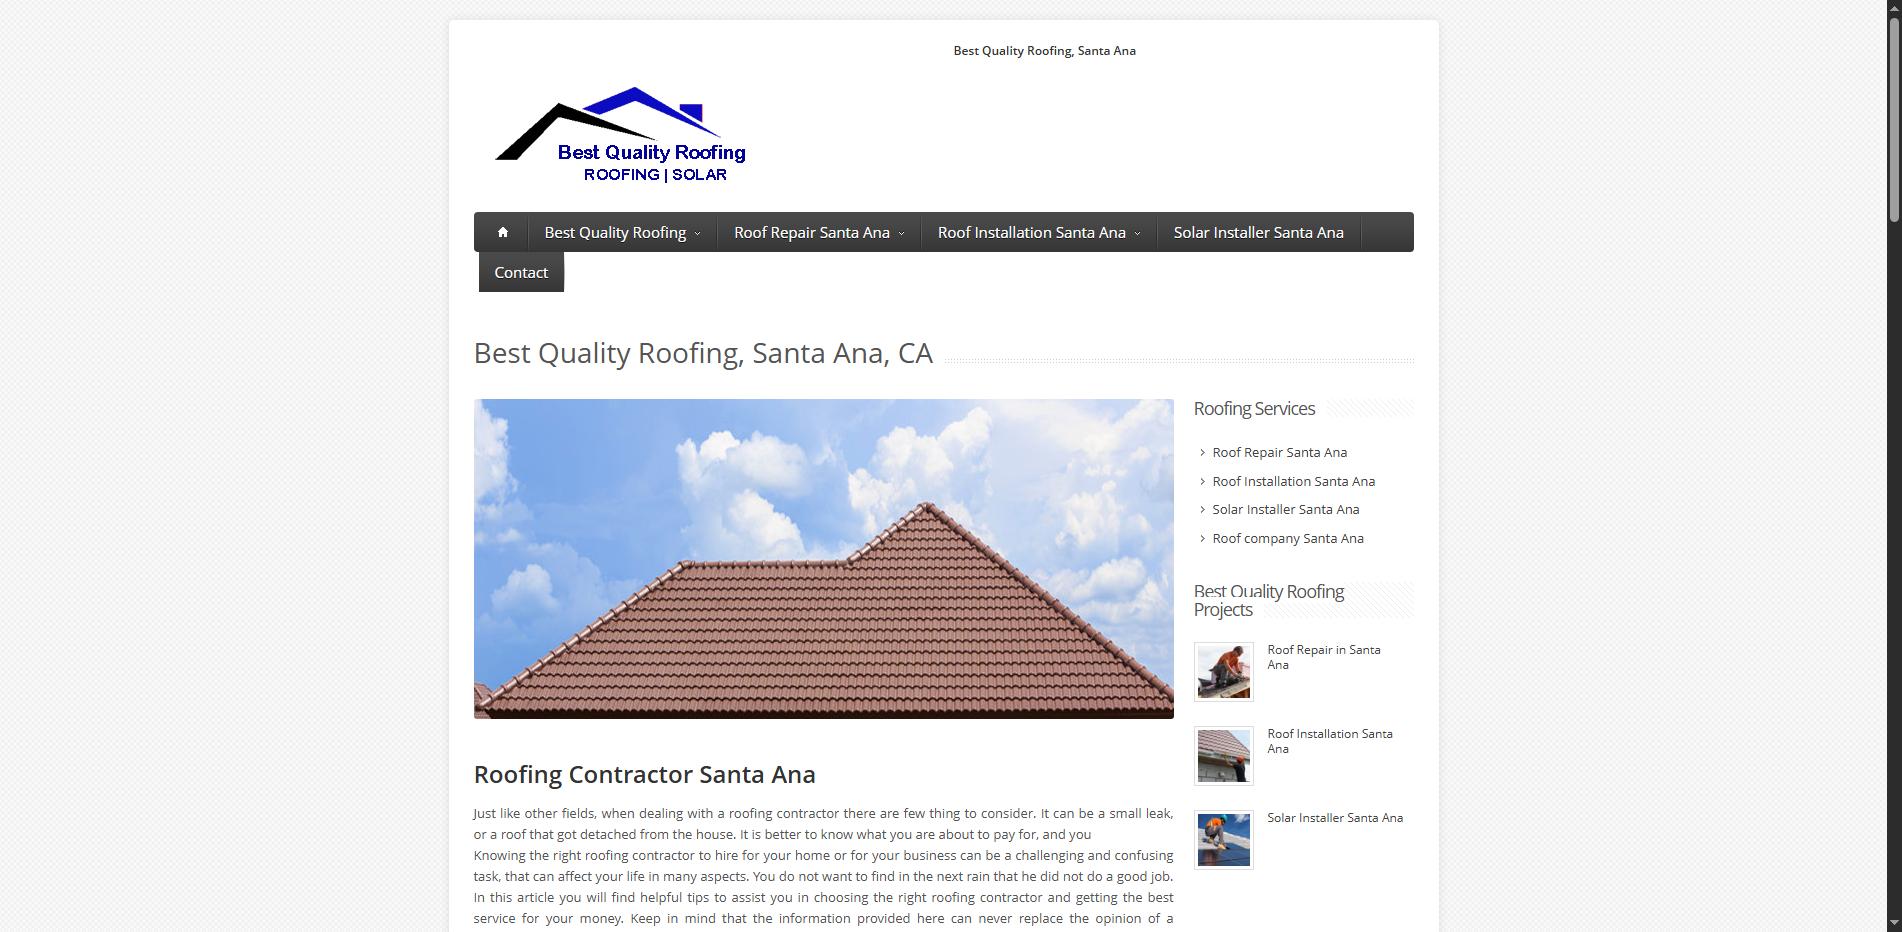 Best Quality Roofing, Santa Ana
Best Quality Roofing
ROOFING | SOLAR
Best Quality Roofing
Roof Repair Santa Ana
Roof Installation Santa Ana
Solar Installer Santa Ana
Contact
Best Quality Roofing, Santa Ana, CA
Roofing Services
Roof Repair Santa Ana
Roof Installation Santa Ana
Solar Installer Santa Ana
Roof company Santa Ana
Best Quality Roofing
Projects
Roof Repair in Santa
Ana
Roof Installation Santa
Ana
Solar Installer Santa Ana
Roofing Contractor Santa Ana
Just like other fields, when dealing with a roofing contractor there are few thing to consider. It can be a small leak,
or a roof that got detached from the house. It is better to know what you are about to pay for, and you
Knowing the right roofing contractor to hire for your home or for your business can be a challenging and confusing
task, that can affect your life in many aspects. You do not want to find in the next rain that he did not do a good job.
In this article you will find helpful tips to assist you in choosing the right roofing contractor and getting the best
service for your money. Keep in mind that the information provided here can never replace the opinion of a